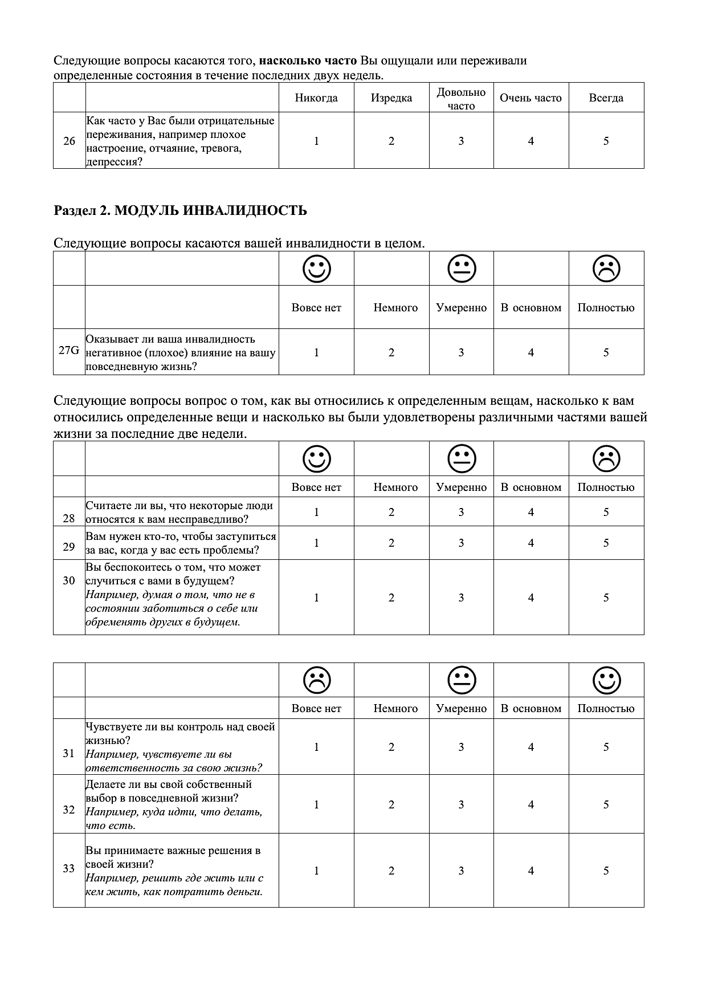 Следующие вопросы касаются того, насколько часто Вы ощущали или переживали
определенные состояния в течение последних двух недель.
Никогда Изредка Довольно часто Очень часто Всегда
26 Как часто у Вас были отрицательные
переживания, например плохое
настроение, отчаяние, тревога,
депрессия?
1 2 3 4 5
Раздел 2. МОДУЛЬ ИНВАЛИДНОСТЬ
Следующие вопросы касаются вашей инвалидности в целом.
Вовсе нет Немного Умеренно В основном Полностью
27G Оказывает ли ваша инвалидность
негативное (плохое) влияние на вашу
повседневную жизнь?
1 2 3 4 5
Следующие вопросы вопрос о том, как вы относились к определенным вещам, насколько к вам
относились определенные вещи и насколько вы были удовлетворены различными частями вашей
жизни за последние две недели.
Вовсе нет Немного Умеренно В основном Полностью
28 Считаете ли вы, что некоторые люди
относятся к вам несправедливо?
1 2 3 4 5
29 Вам нужен кто-то, чтобы заступиться
за вас, когда у вас есть проблемы?
1 2 3 4 5
30 Вы беспокоитесь о том, что может
случиться с вами в будущем?
Например, думая о том, что не в
состоянии заботиться о себе или
обременять других в будущем.
1 2 3 4 5
Вовсе нет Немного Умеренно В основном Полностью
31 Чувствуете ли вы контроль над своей
жизнью?
Например, чувствуете ли вы
ответственность за свою жизнь?
1 2 3 4 5
32 Делаете ли вы свой собственный
выбор в повседневной жизни?
Например, куда идти, что делать,
что есть.
1 2 3 4 5
33 Вы принимаете важные решения в
своей жизни?
Например, решить где жить или с
кем жить, как потратить деньги.
1 2 3 4 5